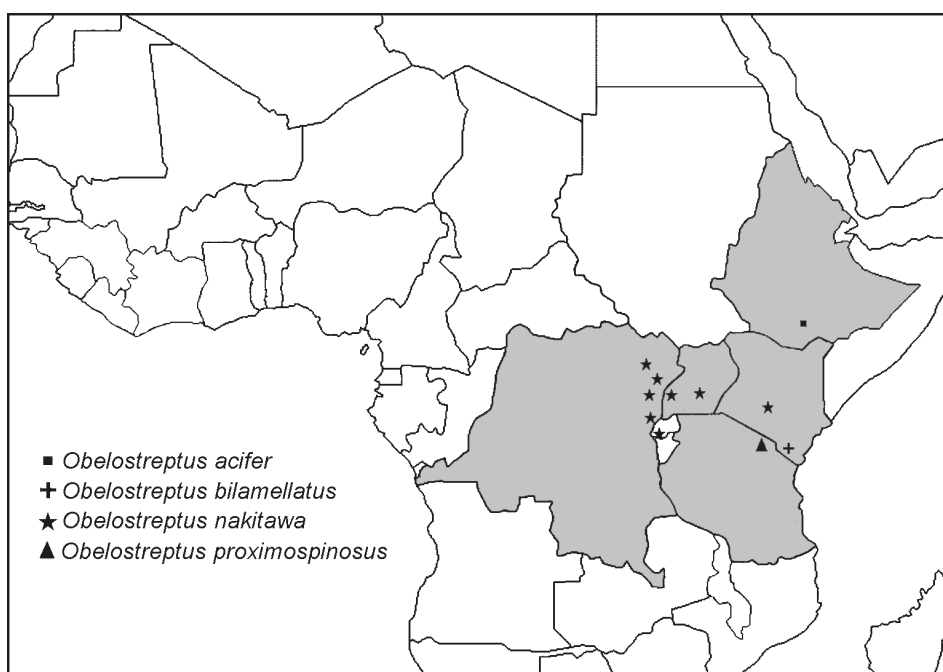 Obelostreptus acifer
Obelostreptus bilamellatus
Obelostreptus nakitawa
Obelostreptus proximospinosus